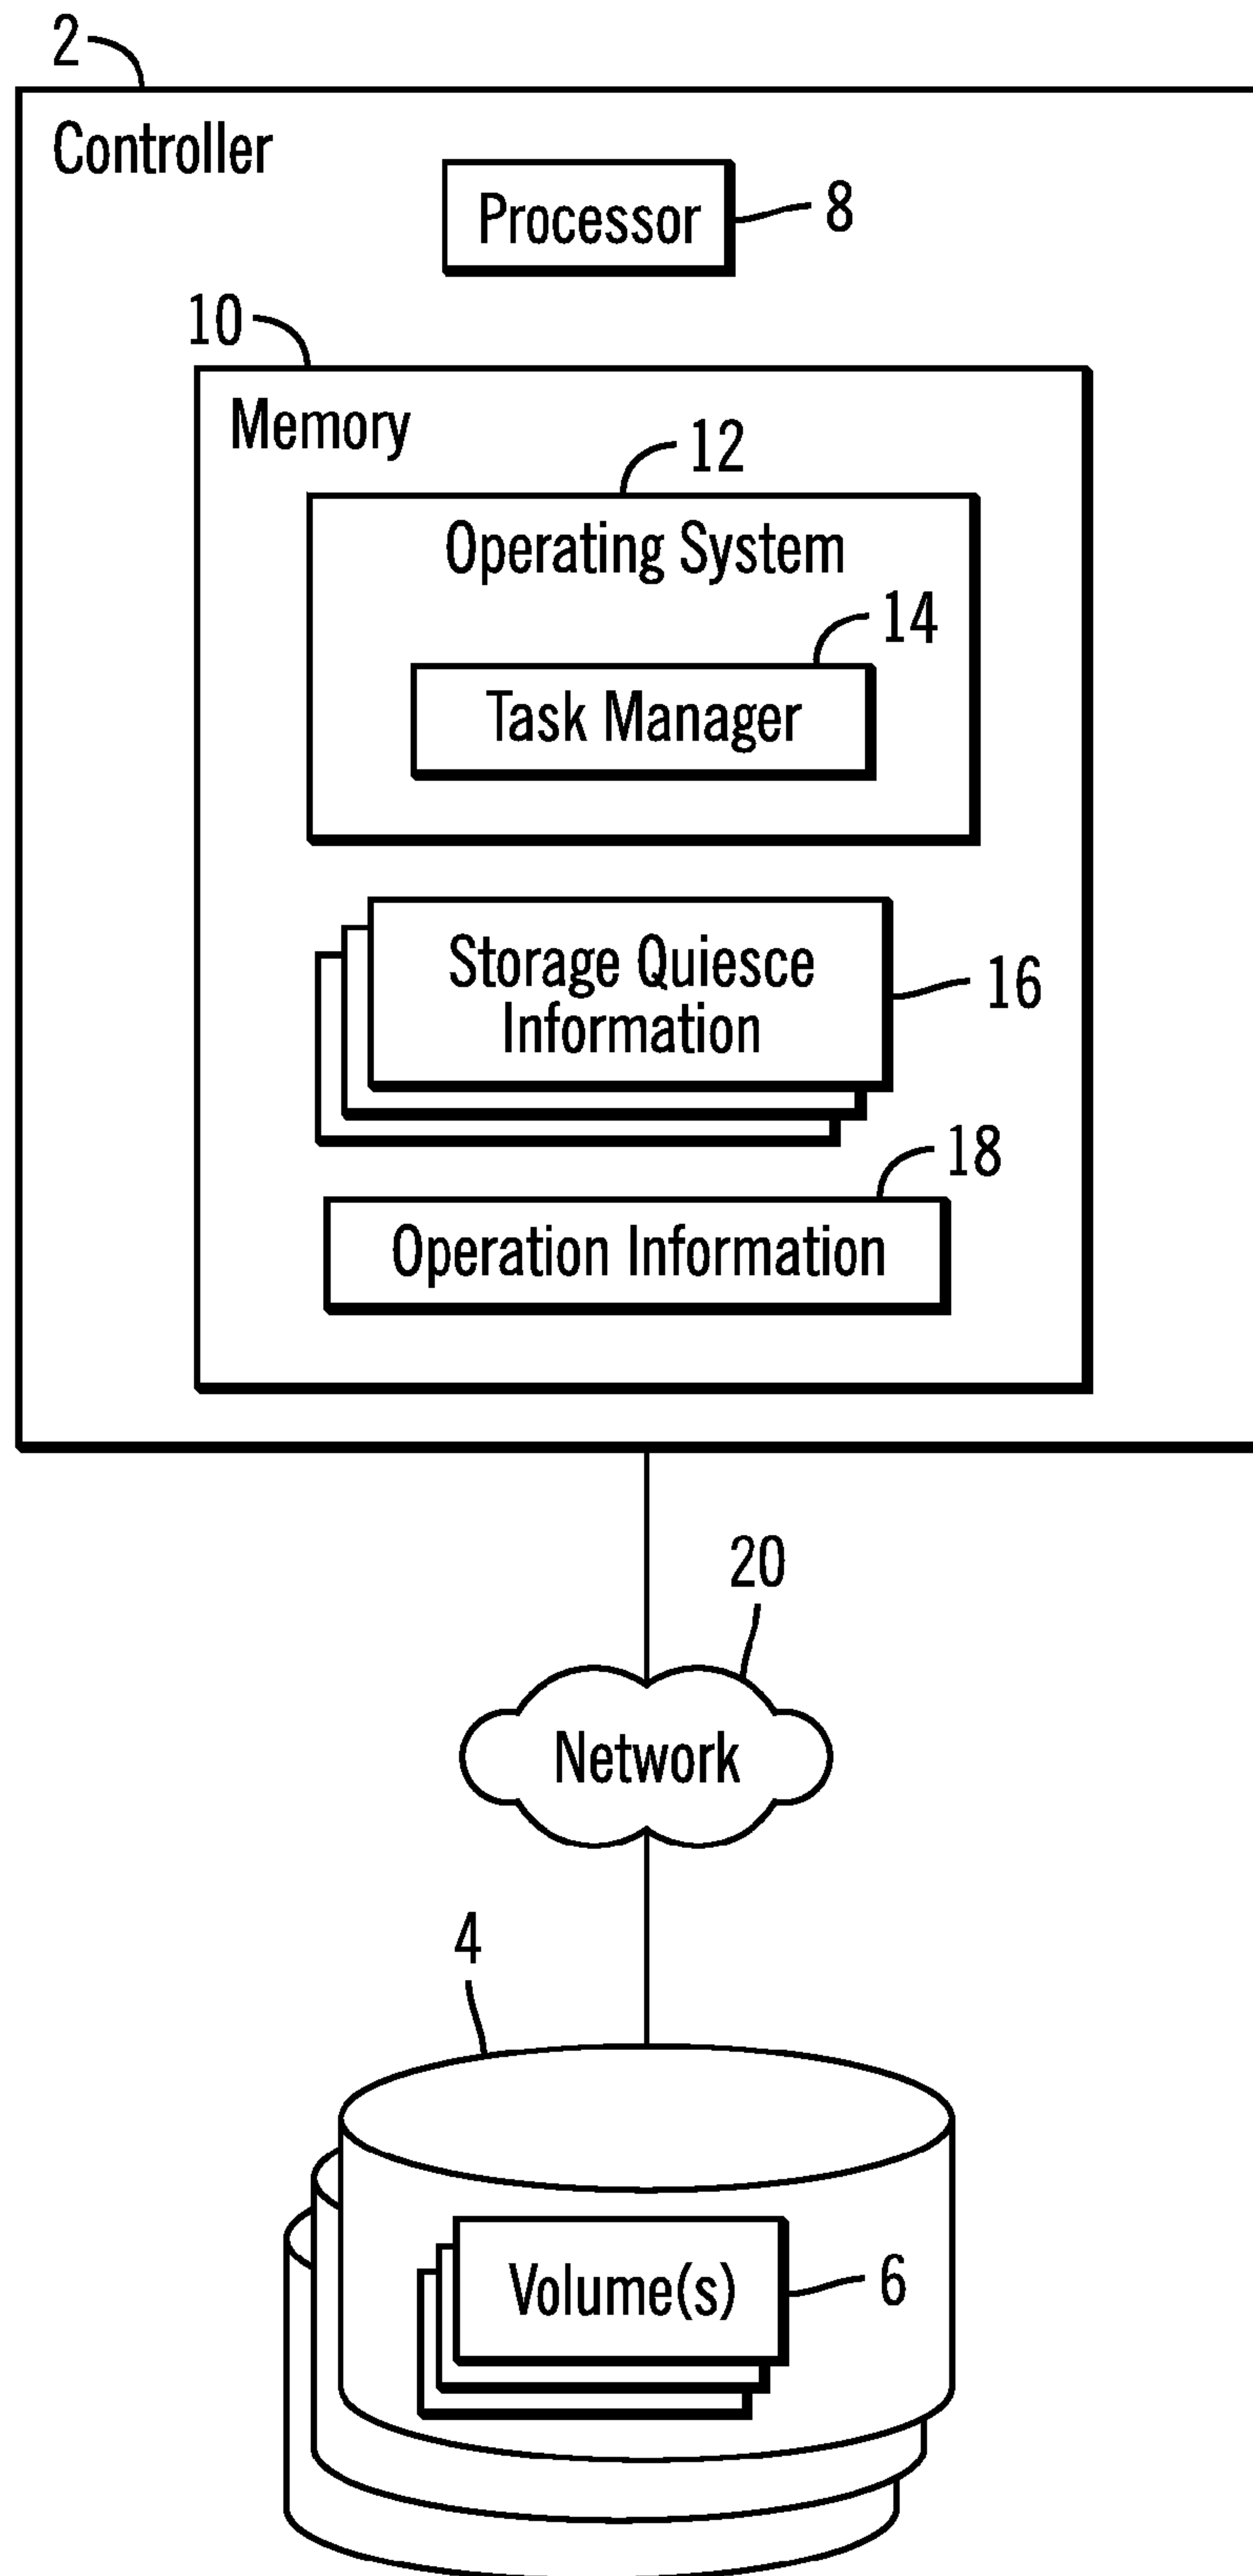 2
Controller
Processor
8
10
Memory
12
Operating System
14
Task Manager
Storage Quiesce
Information
16
18
Operation Information
20
Network
4
Volume(s)
6